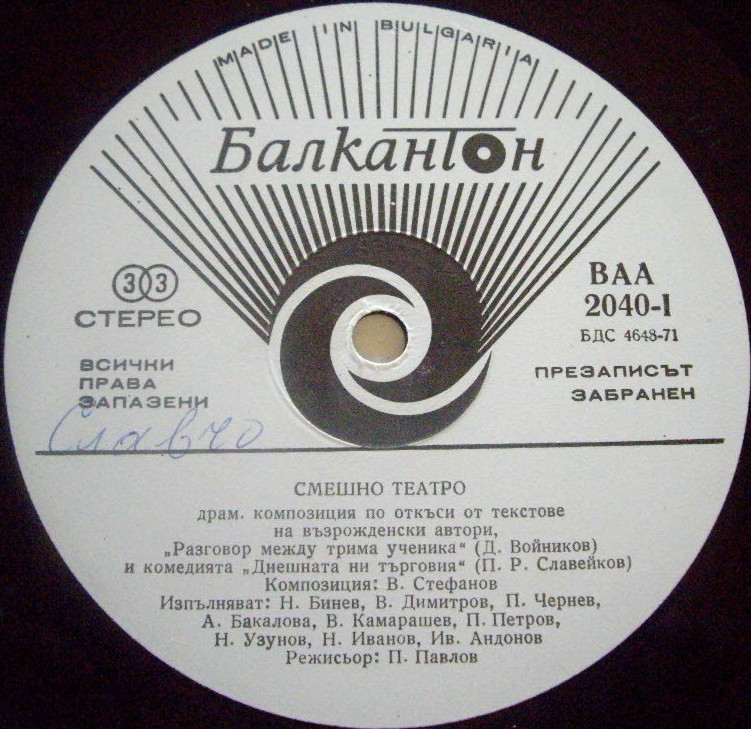 MADE IN BULGARIA
Балкантон
33
СТЕРЕО
ВСИЧКИ
ПРАВА
ЗАПАЗЕНИ
Славчо
ВАА
2040-I
БДС 4648-71
ПРЕЗАПИСЪТ
ЗАБРАНЕН
СМЕШНО ТЕАТРО
драм. композиция по откъси от текстове
на възрожденски автори,
„Разговор между трима ученика“ (Д. Войников)
и комедията „Днешната ни търговия“ (П. Р. Славейков)
Композиция: В. Стефанов
Изпълняват: Н. Бинев, В. Димитров, П. Чернев,
А. Бакалова, В. Камарашев, П. Петров,
Н. Узунов, Н. Иванов, Ив. Андонов
Режисьор: П. Павлов